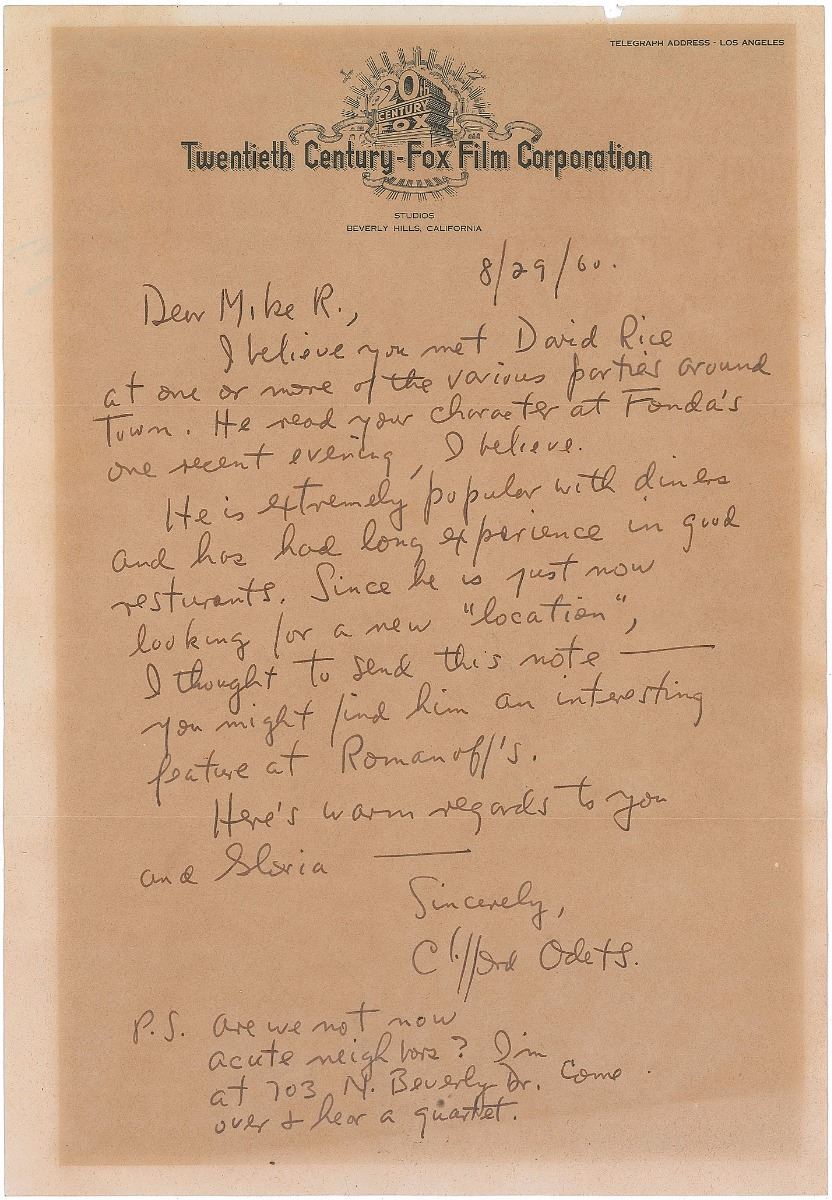 TELEGRAPH ADDRESS - LOS ANGELES
20th
CENTURY
FOX
Twentieth Century-Fox Film Corporation
STUDIOS
BEVERLY HILLS, CALIFORNIA
8/29/60.
Dear Mike R.,
I believe you met David Rice
at one or more of the various parties around
Town. He read your character at Fonda's
one recent evening, I believe.
He is extremely popular with diners
and has had long experience in good
resturants. Since he is just now
looking for a new "location",
I thought to send this note —
you might find him an interesting
feature at Romanoff's.
Here's warm regards to you
and Gloria —
Sincerely,
Clifford Odets.
P.S. Are we not now
acute neighbors? I'm
at 703 N. Beverly Dr. Come
over & hear a quartet.